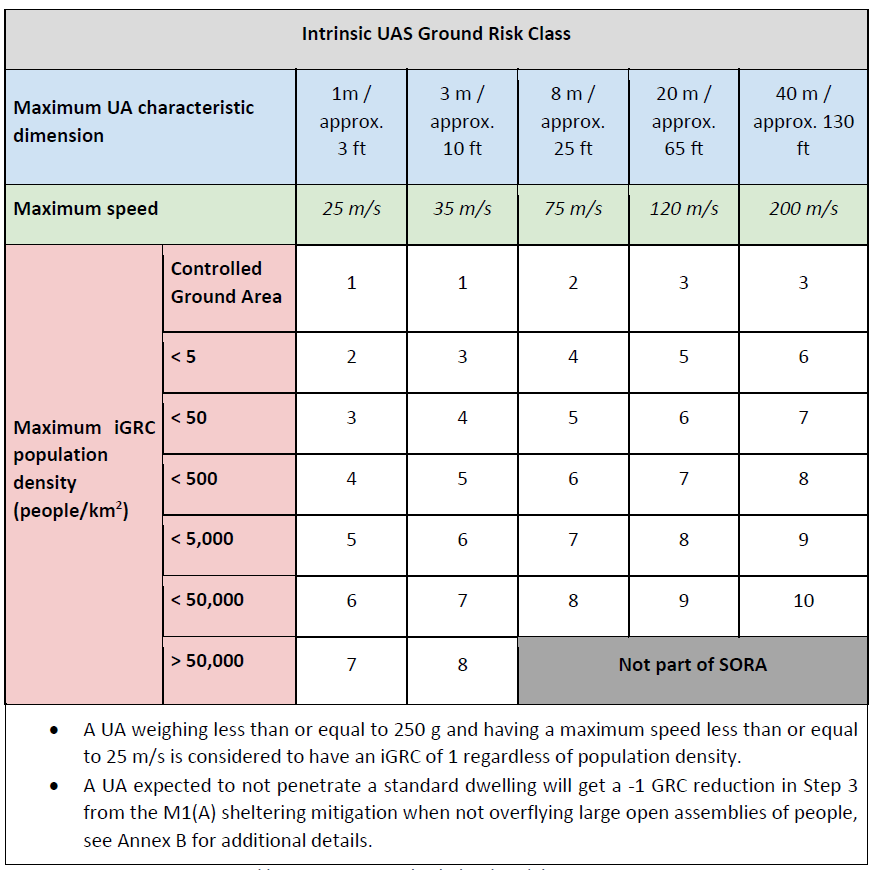 Intrinsic UAS Ground Risk Class
Maximum UA characteristic
dimension
1m /
approx.
3 ft
3 m /
approx.
10 ft
8 m /
approx.
25 ft
20 m /
approx.
65 ft
40 m /
approx. 130
ft
Maximum speed
25 m/s
35 m/s
75 m/s
120 m/s
200 m/s
Maximum iGRC
population
density
(people/km²)
Controlled
Ground Area
1
1
2
3
3
< 5
2
3
4
5
6
< 50
3
4
5
6
7
< 500
4
5
6
7
8
< 5,000
5
6
7
8
9
< 50,000
6
7
8
9
10
> 50,000
7
8
Not part of SORA
• A UA weighing less than or equal to 250 g and having a maximum speed less than or equal
to 25 m/s is considered to have an iGRC of 1 regardless of population density.
• A UA expected to not penetrate a standard dwelling will get a -1 GRC reduction in Step 3
from the M1(A) sheltering mitigation when not overflying large open assemblies of people,
see Annex B for additional details.